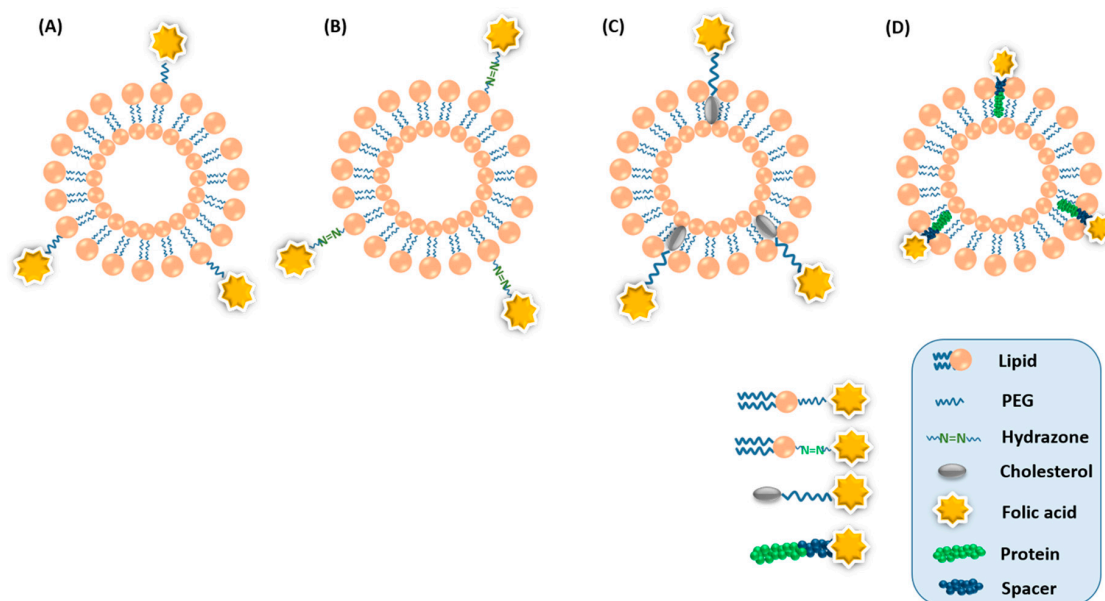 (A)
(B)
(C)
(D)
N=N
N=N
N=N
Lipid
PEG
N=N
Hydrazone
N=N
Cholesterol
Folic acid
Protein
Spacer